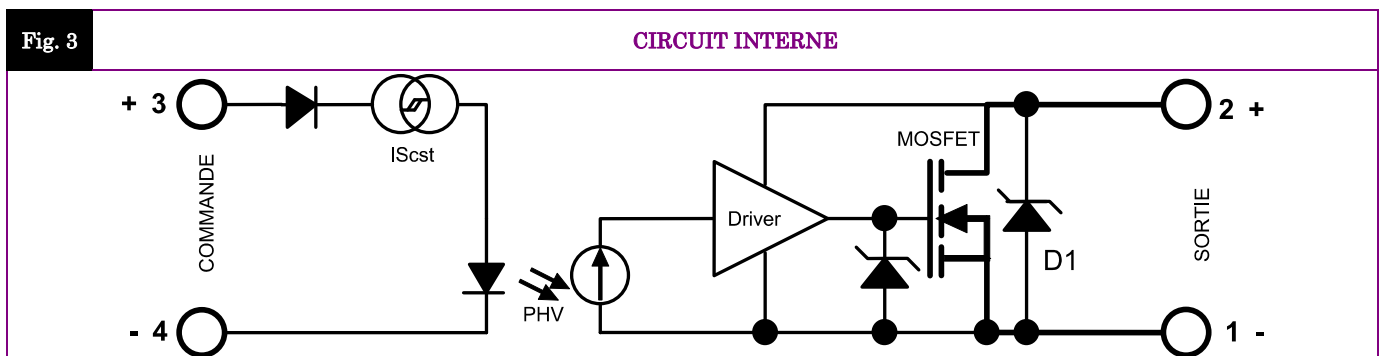 Fig. 3
CIRCUIT INTERNE
+ 3
IScst
COMMANDE
- 4
PHV
Driver
MOSFET
D1
2 +
SORTIE
1 -